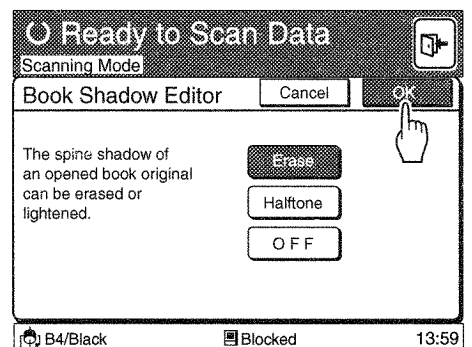 Ready to Scan Data
Scanning Mode
Book Shadow Editor Cancel OK
The spine shadow of
an opened book original
can be erased or
lightened.
Erase
Halftone
OFF
B4/Black Blocked 13:59